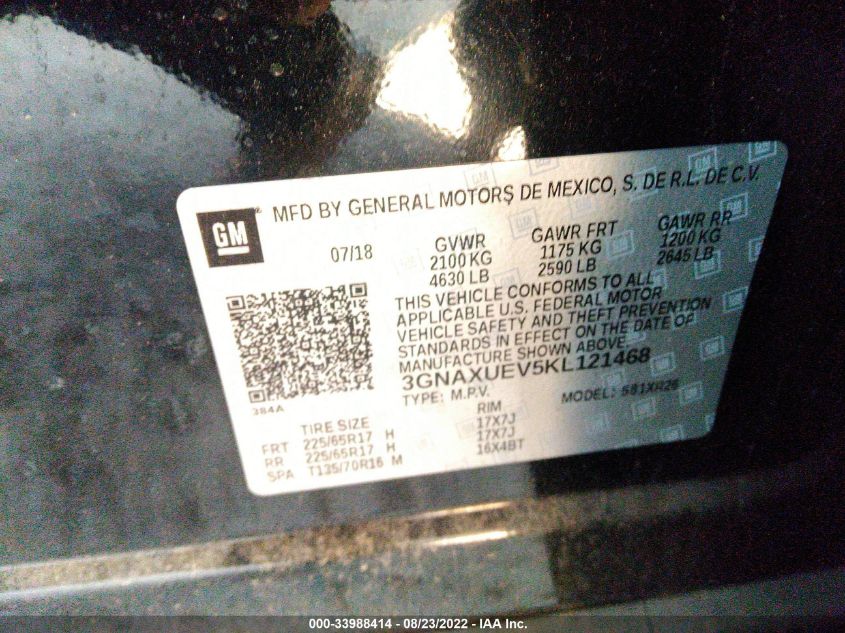 GM
MFD BY GENERAL MOTORS DE MEXICO, S. DE R.L. DE C.V.
07/18
GVWR GAWR FRT GAWR RR
2100 KG 1175 KG 1200 KG
4630 LB 2590 LB 2645 LB
THIS VEHICLE CONFORMS TO ALL
APPLICABLE U.S. FEDERAL MOTOR
VEHICLE SAFETY AND THEFT PREVENTION
STANDARDS IN EFFECT ON THE DATE OF
MANUFACTURE SHOWN ABOVE.
3GNAXUEV5KL121468
TYPE: M.P.V. MODEL: 581XR26
384A
TIRE SIZE RIM
FRT 225/65R17 H 17X7J
RR 225/65R17 H 17X7J
SPA T135/70R16 M 16X4BT
000-33988414 - 08/23/2022 - IAA Inc.